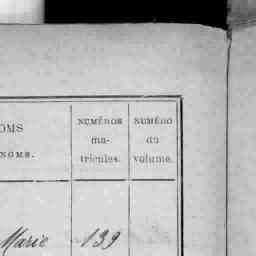 OMS
NOMS.
NUMÉROS
ma-
tricules.
NUMÉRO
du
volume.
Marie 139